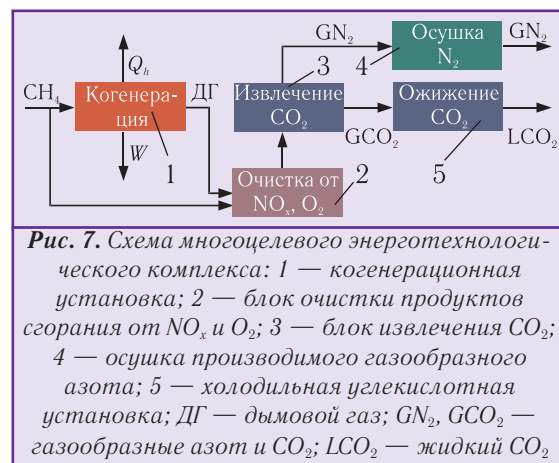 GN₂
Осушка
N₂
GN₂
4
Q_h
3
CH₄
Когенера-
ция
ДГ
Извлечение
CO₂
Ожижение
CO₂
GCO₂
LCO₂
W
1
Очистка от
NOₓ, O₂
2
5
Рис. 7. Схема многоцелевого энерготехнологи-
ческого комплекса: 1 — когенерационная
установка; 2 — блок очистки продуктов
сгорания от NOₓ и O₂; 3 — блок извлечения CO₂;
4 — осушка производимого газообразного
азота; 5 — холодильная углекислотная
установка; ДГ — дымовой газ; GN₂, GCO₂ —
газообразные азот и CO₂; LCO₂ — жидкий CO₂